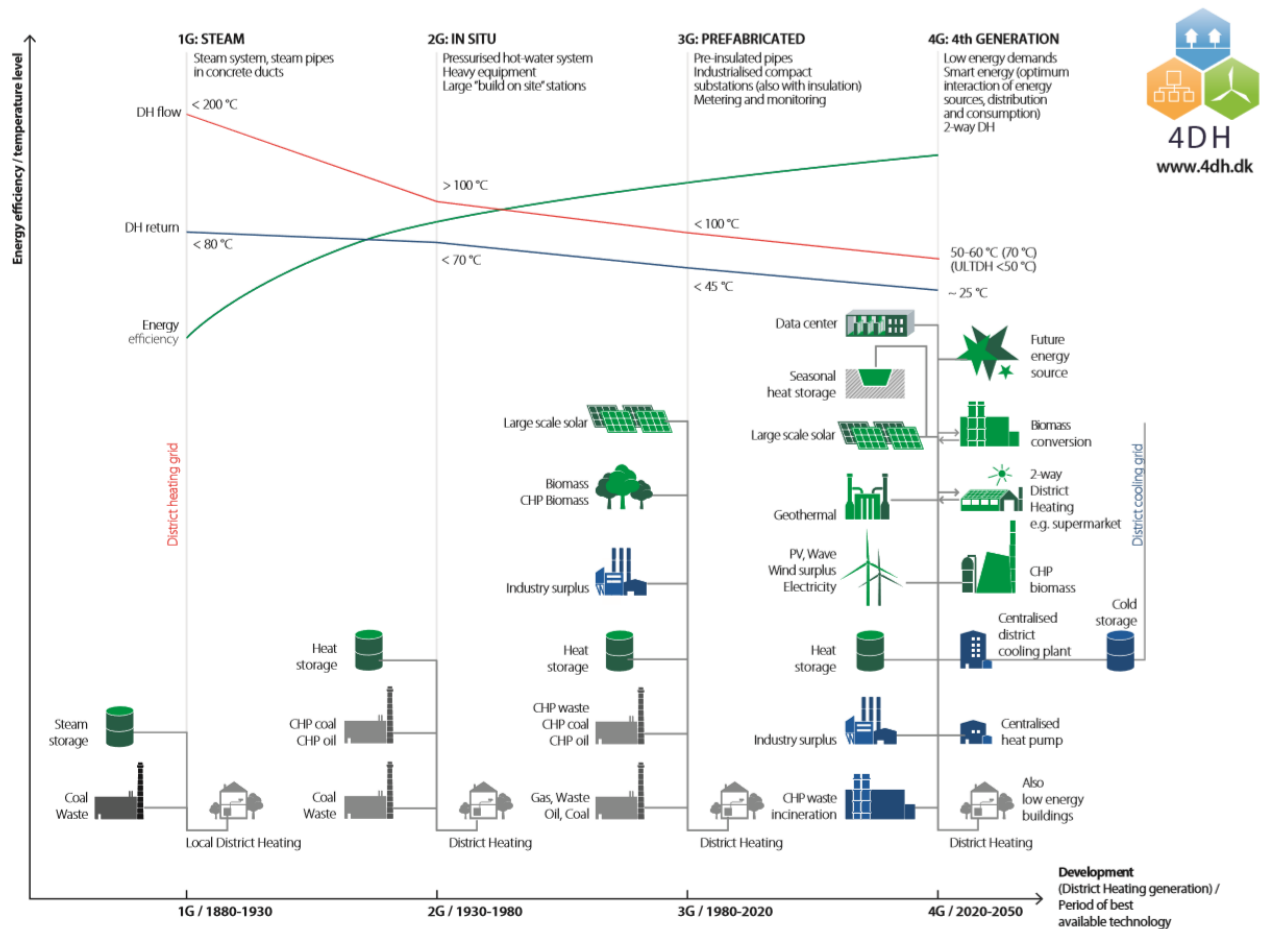 1G: STEAM
Steam system, steam pipes
in concrete ducts
2G: IN SITU
Pressurised hot-water system
Heavy equipment
Large "build on site" stations
3G: PREFABRICATED
Pre-insulated pipes
Industrialised compact
substations (also with insulation)
Metering and monitoring
4G: 4th GENERATION
Low energy demands
Smart energy (optimum
interaction of energy
sources, distribution
and consumption)
2-way DH
4DH
www.4dh.dk
Energy efficiency / temperature level
DH flow
< 200 °C
> 100 °C
< 100 °C
50-60 °C (70 °C)
(ULTDH <50 °C)
DH return
< 80 °C
< 70 °C
< 45 °C
~ 25 °C
Energy
efficiency
District heating grid
Steam
storage
Coal
Waste
Local District Heating
Heat
storage
CHP coal
CHP oil
Coal
Waste
District Heating
Large scale solar
Biomass
CHP Biomass
Industry surplus
Heat
storage
CHP waste
CHP coal
CHP oil
Gas, Waste
Oil, Coal
District Heating
Data center
Seasonal
heat storage
Large scale solar
Geothermal
PV, Wave
Wind surplus
Electricity
Heat
storage
Industry surplus
CHP waste
incineration
Future
energy
source
Biomass
conversion
2-way
District
Heating
e.g. supermarket
CHP
biomass
Centralised
district
cooling plant
Cold
storage
Centralised
heat pump
Also
low energy
buildings
District Heating
District cooling grid
1G / 1880-1930
2G / 1930-1980
3G / 1980-2020
4G / 2020-2050
Development
(District Heating generation) /
Period of best
available technology